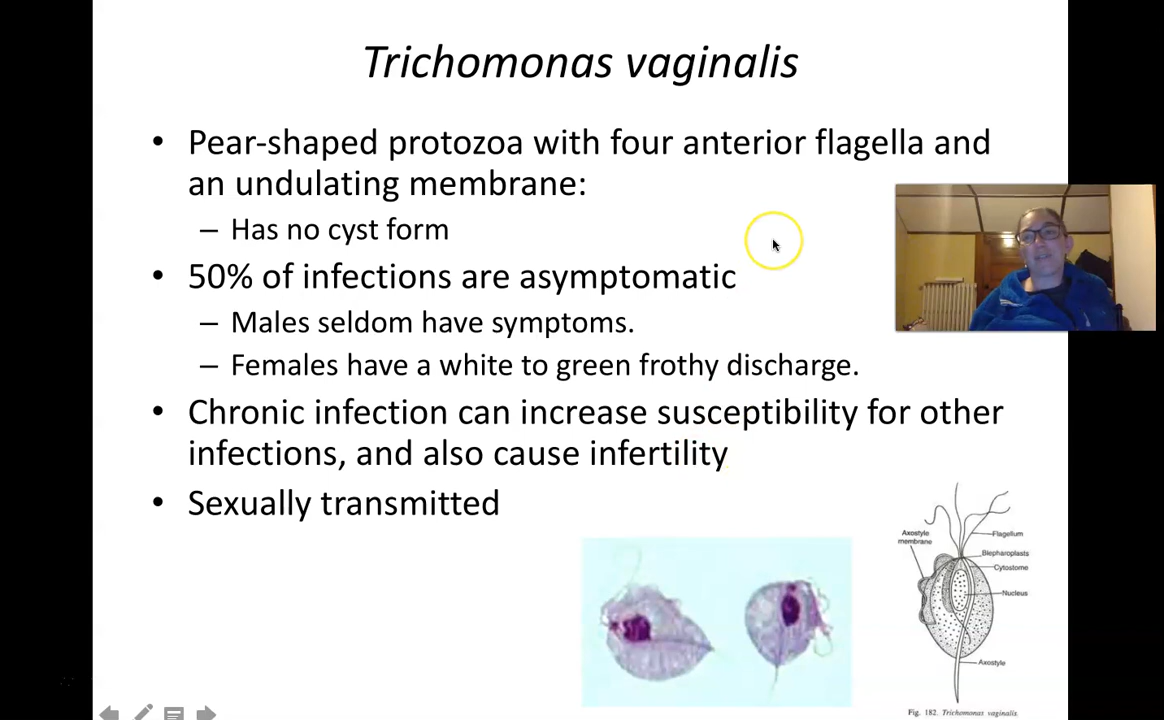 Trichomonas vaginalis
• Pear-shaped protozoa with four anterior flagella and
an undulating membrane:
– Has no cyst form
• 50% of infections are asymptomatic
– Males seldom have symptoms.
– Females have a white to green frothy discharge.
• Chronic infection can increase susceptibility for other
infections, and also cause infertility
• Sexually transmitted
Axostyle
membrane
Flagellum
Blepharoplasts
Cytostome
Nucleus
Axostyle
Fig. 182. Trichomonas vaginalis.